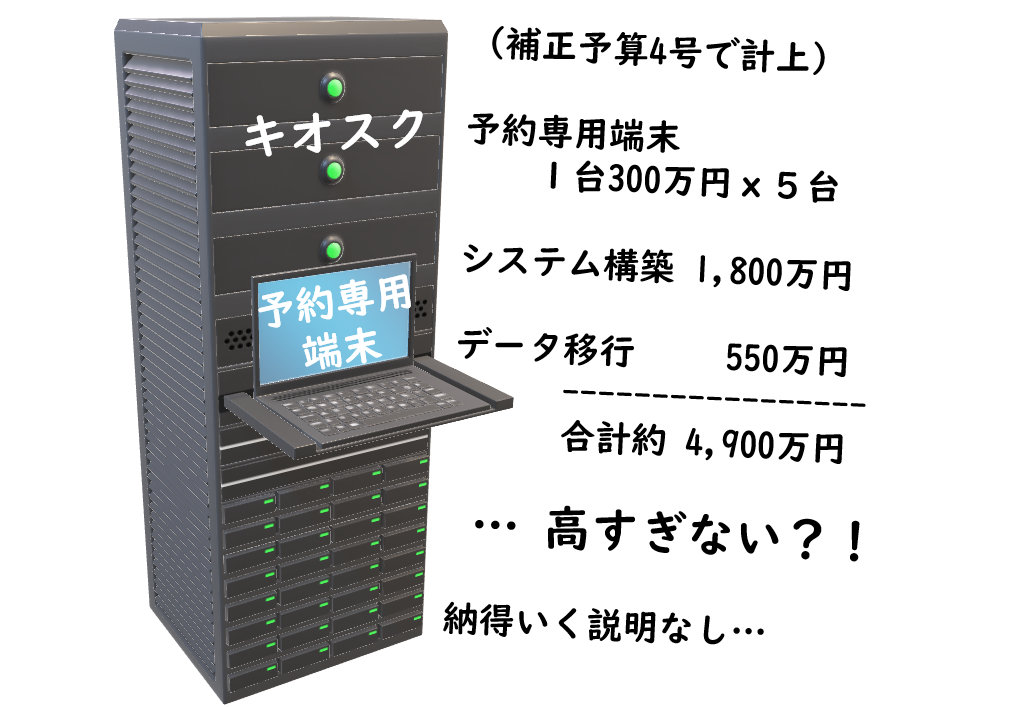 (補正予算4号で計上)
キオスク
予約専用端末
1台300万円x5台
システム構築 1,800万円
予約専用
端末
データ移行 550万円
-----------------
合計約 4,900万円
… 高すぎない?!
納得いく説明なし…